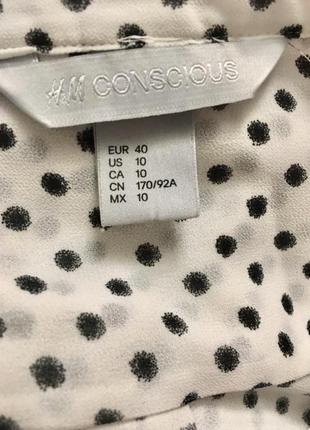 H&M CONSCIOUS
EUR 40
US 10
CA 10
CN 170/92A
MX 10